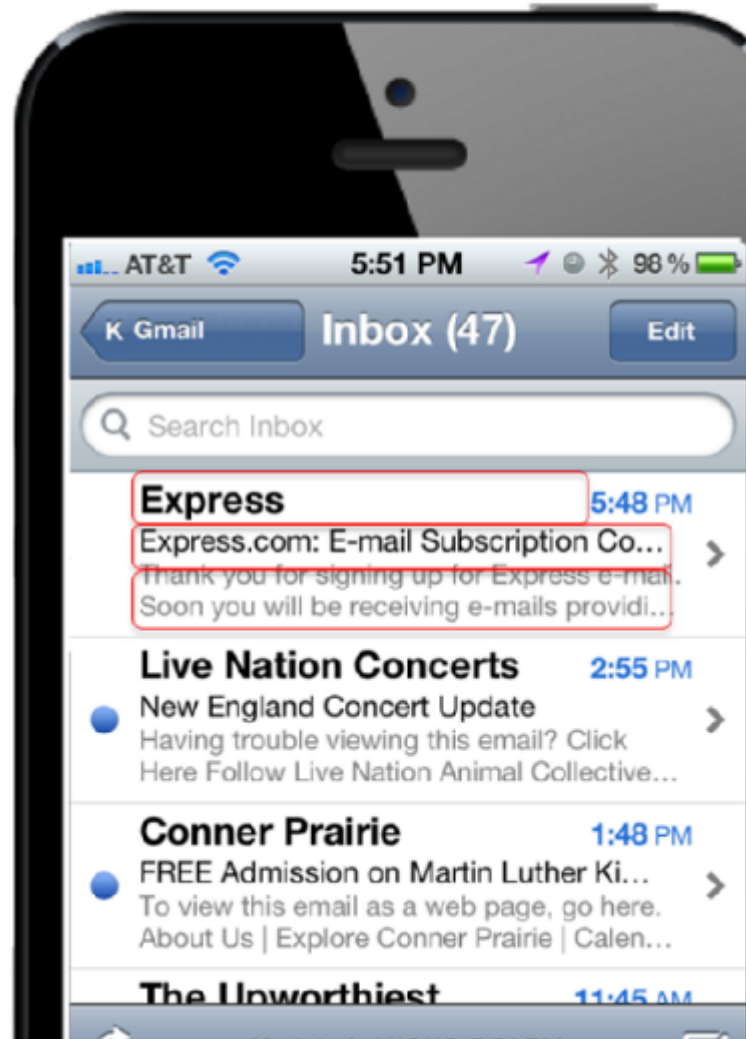 AT&T 5:51 PM 98%
K Gmail Inbox (47) Edit
Search Inbox
Express 5:48 PM
Express.com: E-mail Subscription Co...
Thank you for signing up for Express e-mail.
Soon you will be receiving e-mails providi...
Live Nation Concerts 2:55 PM
New England Concert Update
Having trouble viewing this email? Click
Here Follow Live Nation Animal Collective...
Conner Prairie 1:48 PM
FREE Admission on Martin Luther Ki...
To view this email as a web page, go here.
About Us | Explore Conner Prairie | Calen...
The Upworthiest 11:45 AM